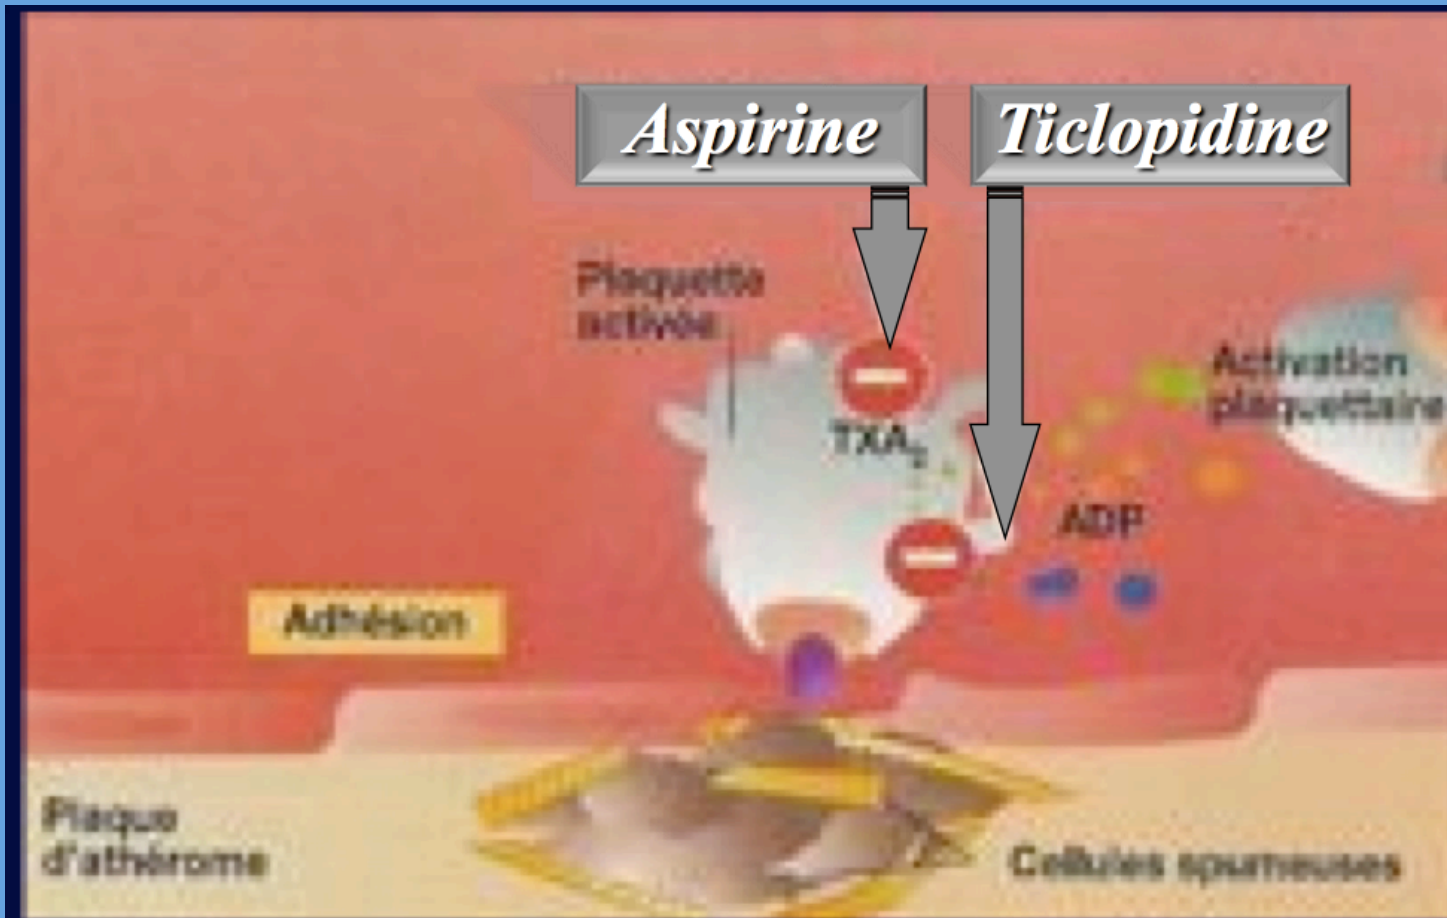 Aspirine
Ticlopidine
Plaquette
activée
Activation
plaquettaire
TXA₂
ADP
Adhésion
Plaque
d'athérome
Cellules spumeuses